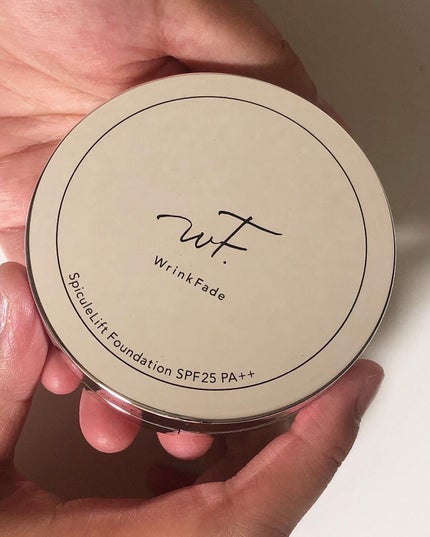 WF.
WrinkFade
SpiculeLift Foundation SPF25 PA++